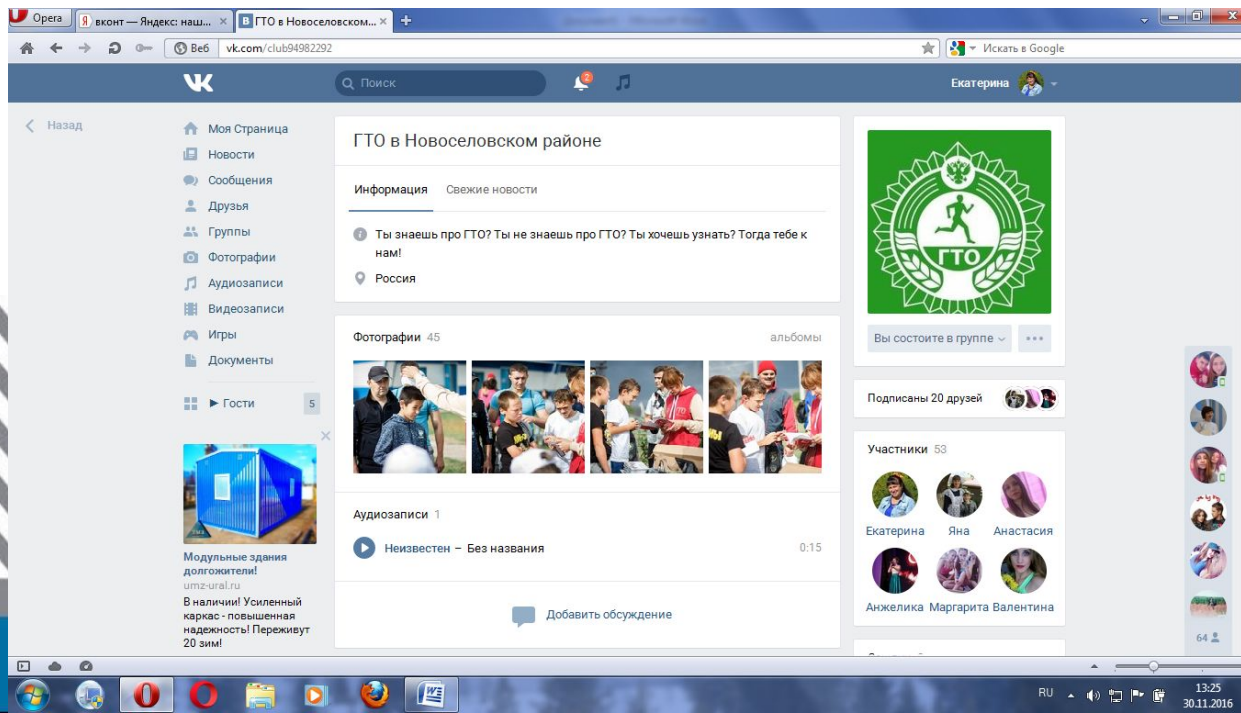 Opera
вконт — Яндекс: наш...
ГТО в Новоселовском...
Веб vk.com/club94982292
Искать в Google
Поиск
2
Екатерина
Назад
Моя Страница
Новости
Сообщения
Друзья
Группы
Фотографии
Аудиозаписи
Видеозаписи
Игры
Документы
Гости 5
Модульные здания
долгожители!
umz-ural.ru
В наличии! Усиленный
каркас - повышенная
надежность! Переживут
20 зим!
ГТО в Новоселовском районе
Информация Свежие новости
Ты знаешь про ГТО? Ты не знаешь про ГТО? Ты хочешь узнать? Тогда тебе к
нам!
Россия
Фотографии 45 альбомы
Аудиозаписи 1
Неизвестен – Без названия 0:15
Добавить обсуждение
ГТО
Вы состоите в группе
Подписаны 20 друзей
Участники 53
Екатерина Яна Анастасия
Анжелика Маргарита Валентина
64
RU
13:25
30.11.2016